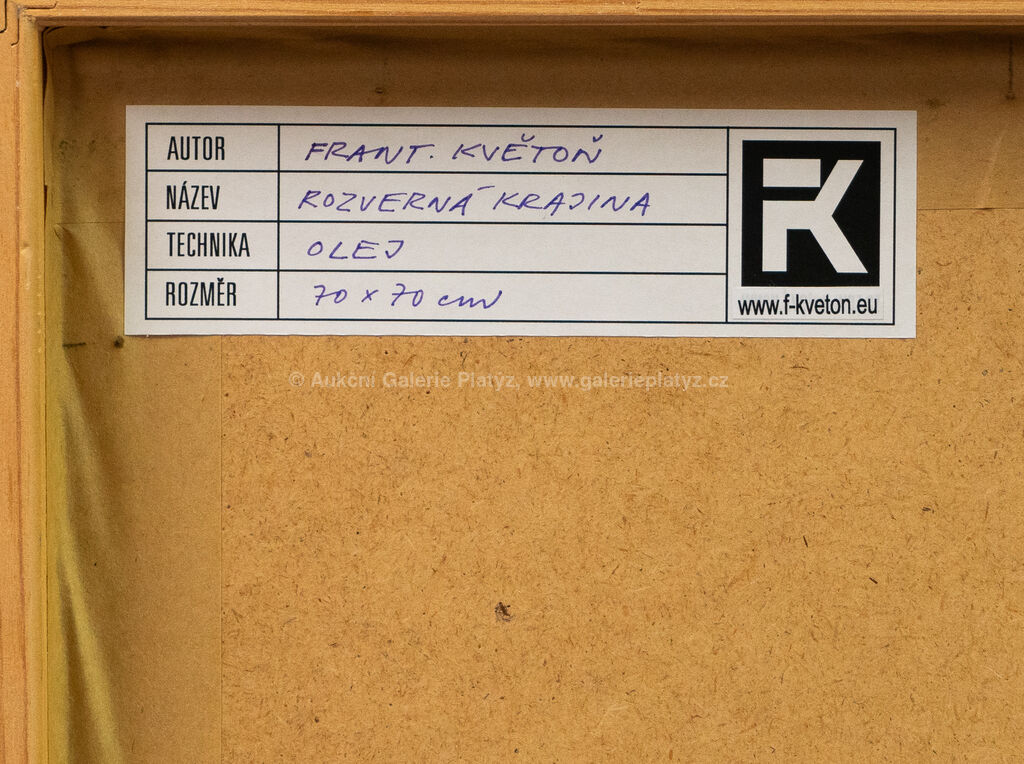 AUTOR FRANT. KVĚTOŇ
NÁZEV ROZVERNÁ KRAJINA
TECHNIKA OLEJ
ROZMĚR 70 x 70 cm
FK
www.f-kveton.eu
© Aukční Galerie Platýz, www.galerieplatyz.cz